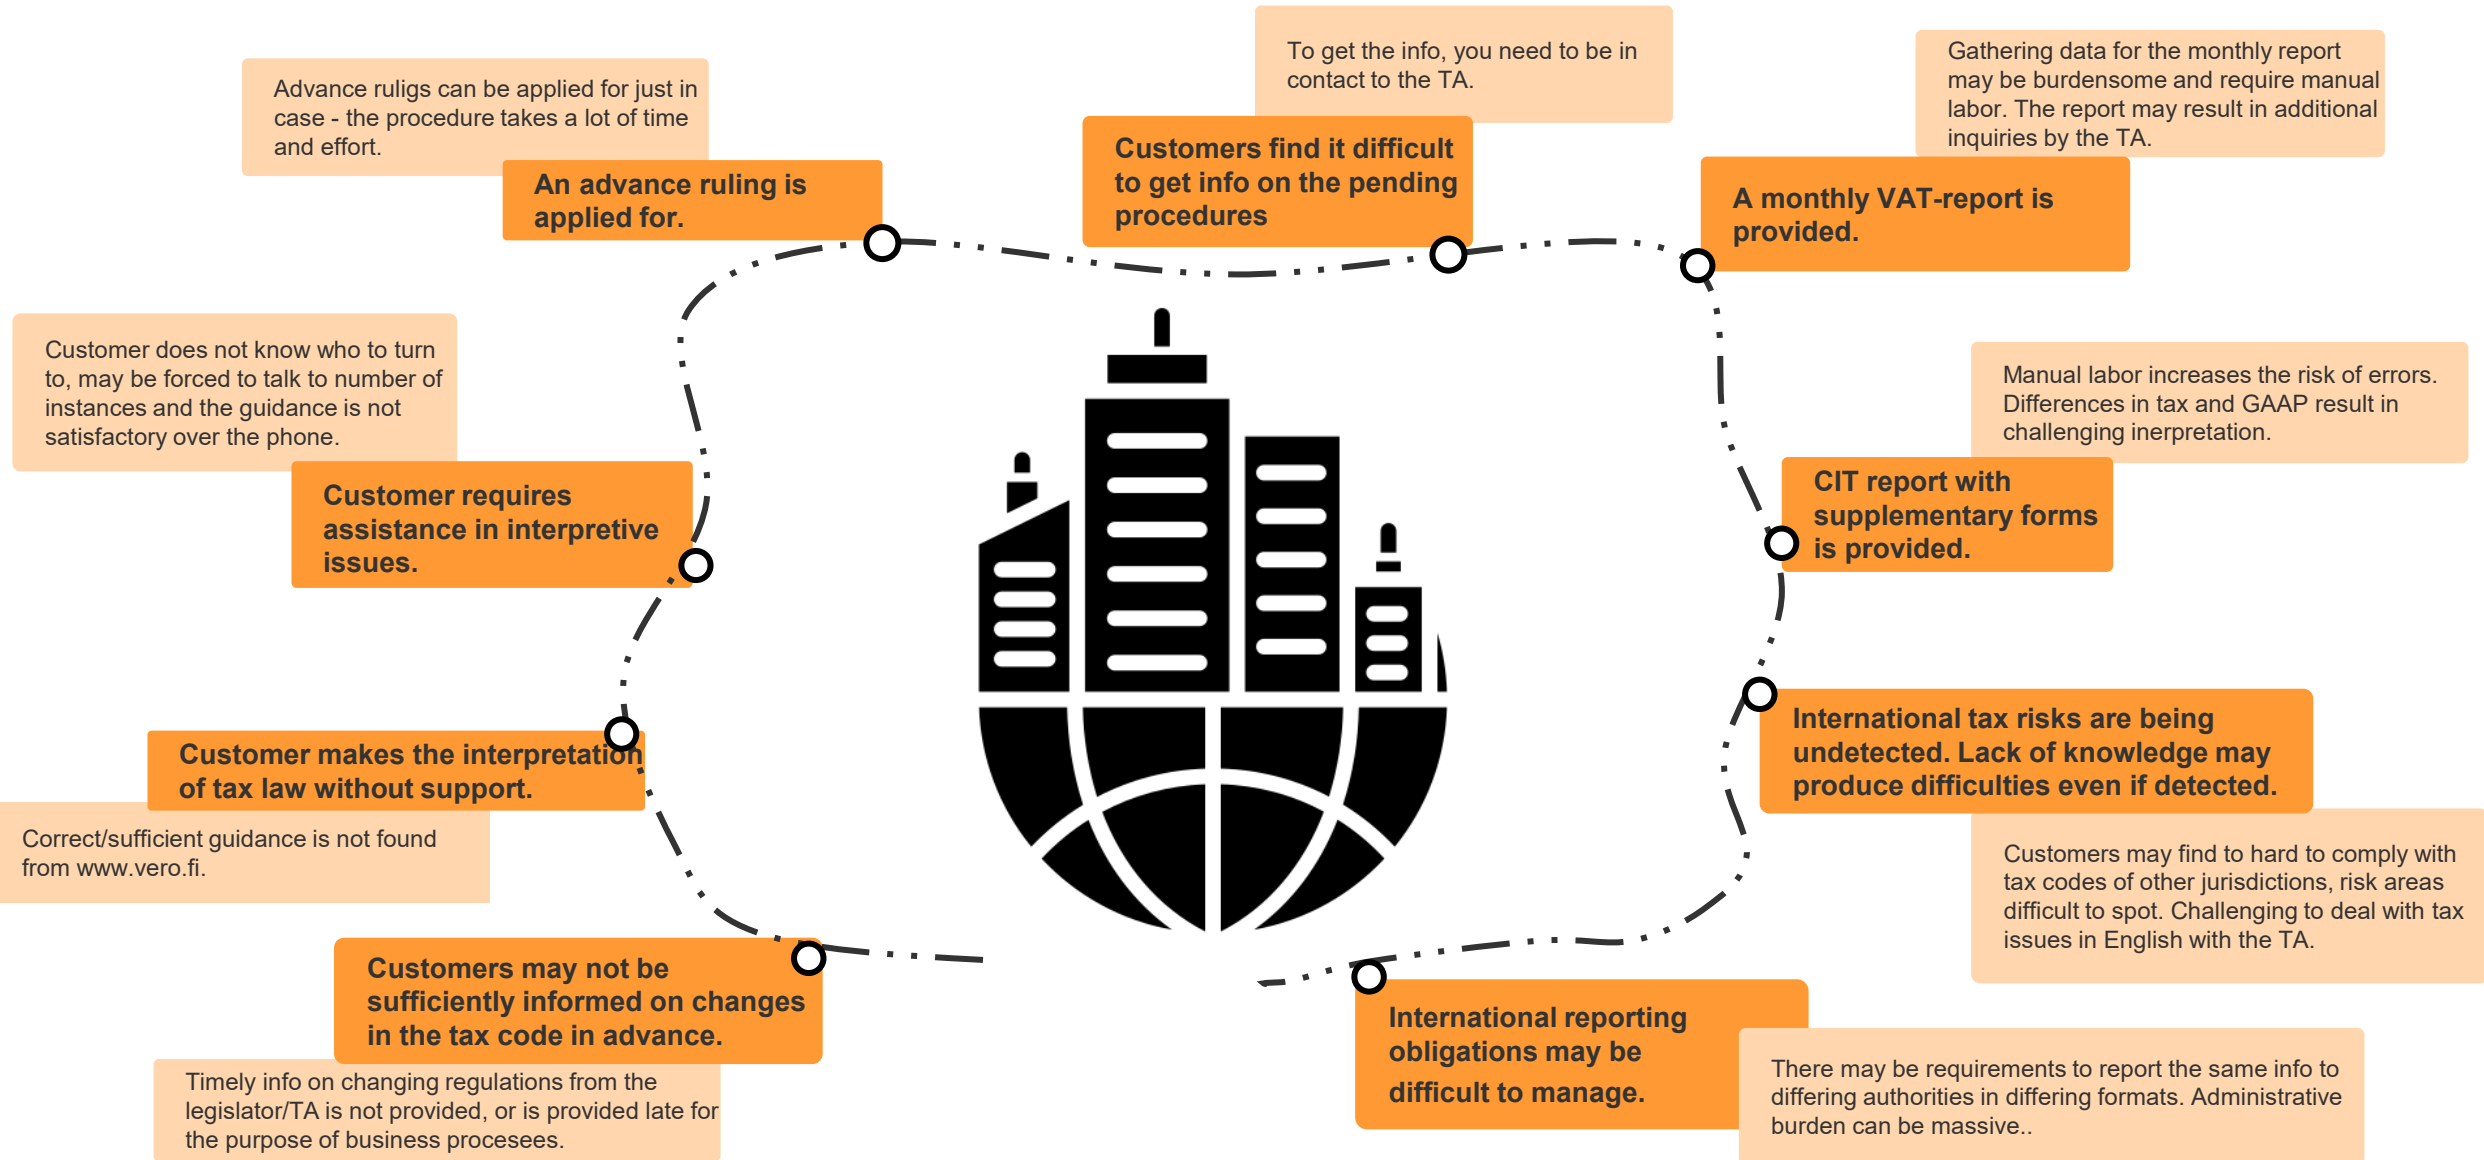 To get the info, you need to be in
contact to the TA.
Customers find it difficult
to get info on the pending
procedures
Gathering data for the monthly report
may be burdensome and require manual
labor. The report may result in additional
inquiries by the TA.
A monthly VAT-report is
provided.
Advance ruligs can be applied for just in
case - the procedure takes a lot of time
and effort.
An advance ruling is
applied for.
Customer does not know who to turn
to, may be forced to talk to number of
instances and the guidance is not
satisfactory over the phone.
Customer requires
assistance in interpretive
issues.
Manual labor increases the risk of errors.
Differences in tax and GAAP result in
challenging inerpretation.
CIT report with
supplementary forms
is provided.
Customer makes the interpretation
of tax law without support.
Correct/sufficient guidance is not found
from www.vero.fi.
International tax risks are being
undetected. Lack of knowledge may
produce difficulties even if detected.
Customers may find to hard to comply with
tax codes of other jurisdictions, risk areas
difficult to spot. Challenging to deal with tax
issues in English with the TA.
Customers may not be
sufficiently informed on changes
in the tax code in advance.
Timely info on changing regulations from the
legislator/TA is not provided, or is provided late for
the purpose of business procesees.
International reporting
obligations may be
difficult to manage.
There may be requirements to report the same info to
differing authorities in differing formats. Administrative
burden can be massive..